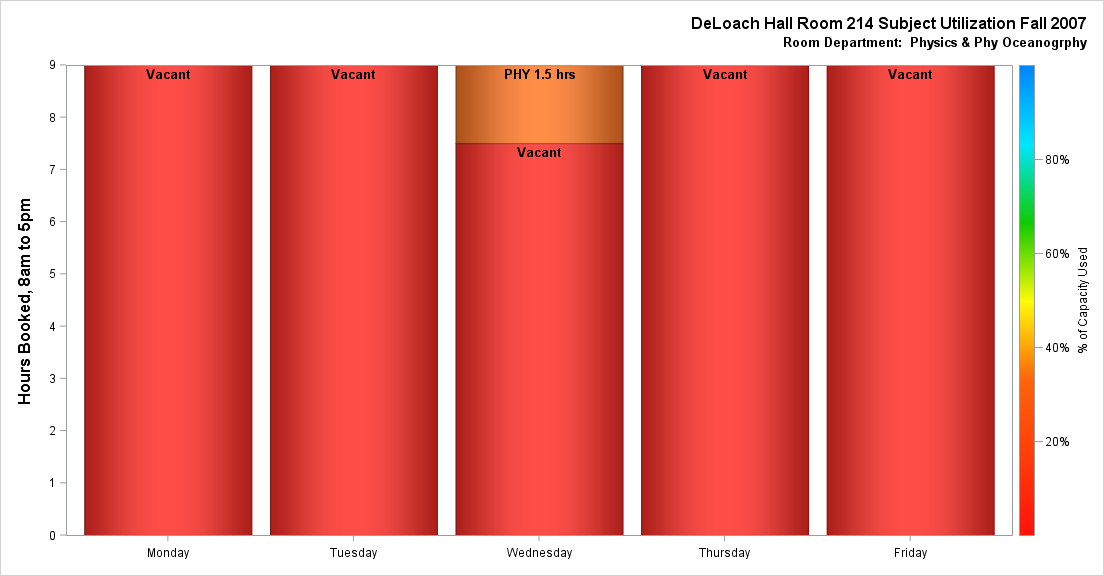 DeLoach Hall Room 214 Subject Utilization Fall 2007
Room Department:  Physics & Phy Oceanogrphy
Hours Booked, 8am to 5pm
9
8
7
6
5
4
3
2
1
0
Vacant
Vacant
PHY 1.5 hrs
Vacant
Vacant
Vacant
Monday
Tuesday
Wednesday
Thursday
Friday
80%
60%
40%
20%
% of Capacity Used